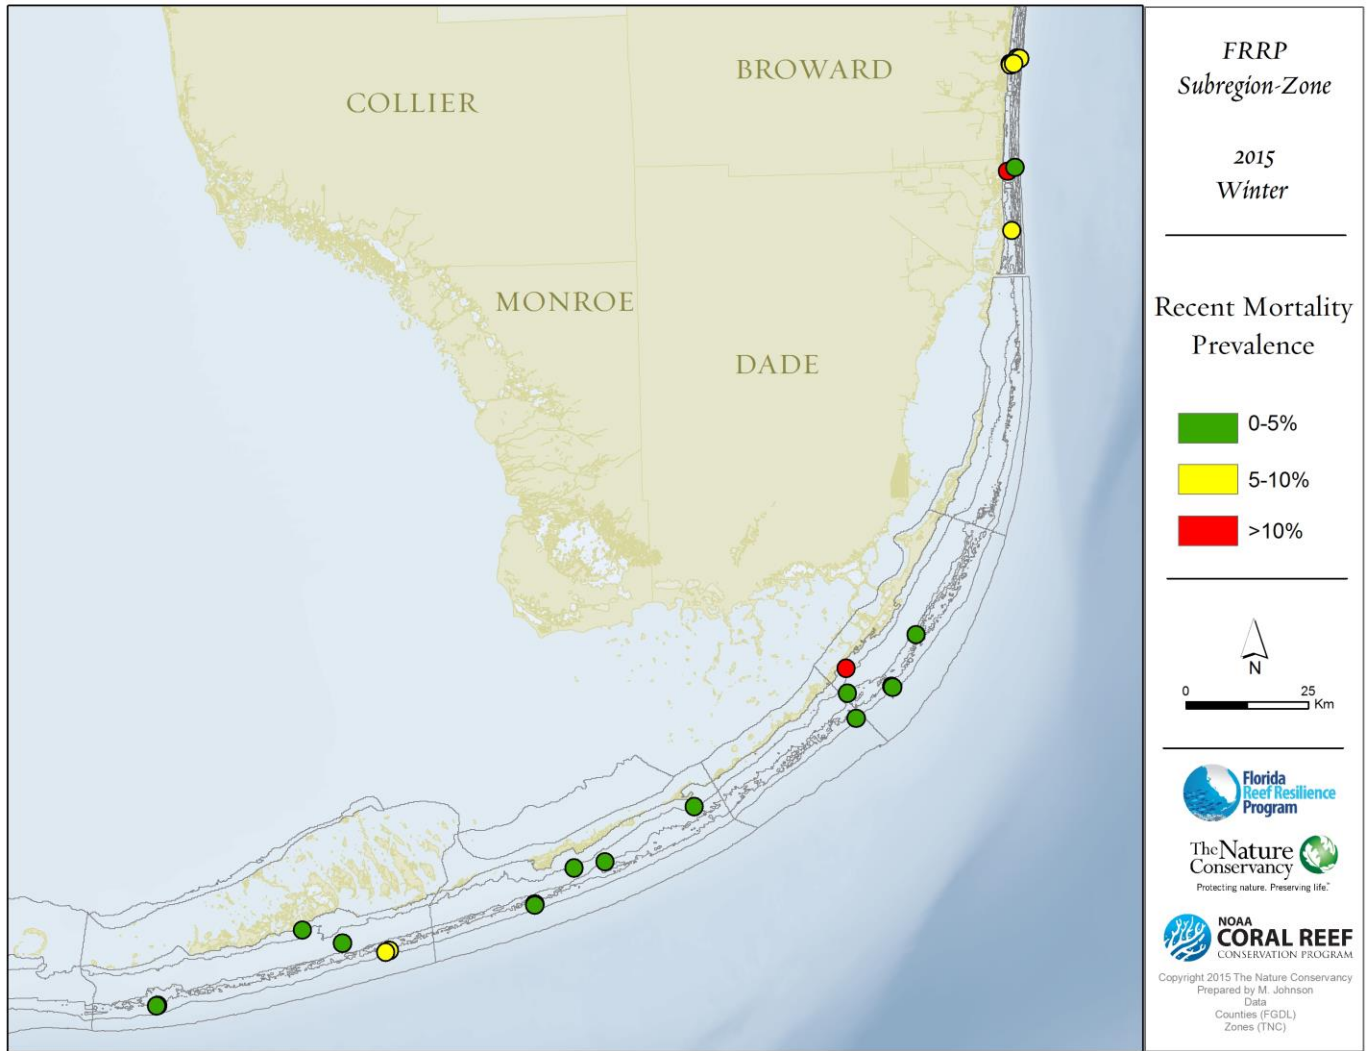 COLLIER
BROWARD
MONROE
DADE
FRRP
Subregion-Zone
2015
Winter
Recent Mortality
Prevalence
0-5%
5-10%
>10%
N
0 25
Km
Florida
Reef Resilience
Program
The Nature
Conservancy
Protecting nature. Preserving life.™
NOAA
CORAL REEF
CONSERVATION PROGRAM
Copyright 2015 The Nature Conservancy
Prepared by M. Johnson
Data
Counties (FGDL)
Zones (TNC)